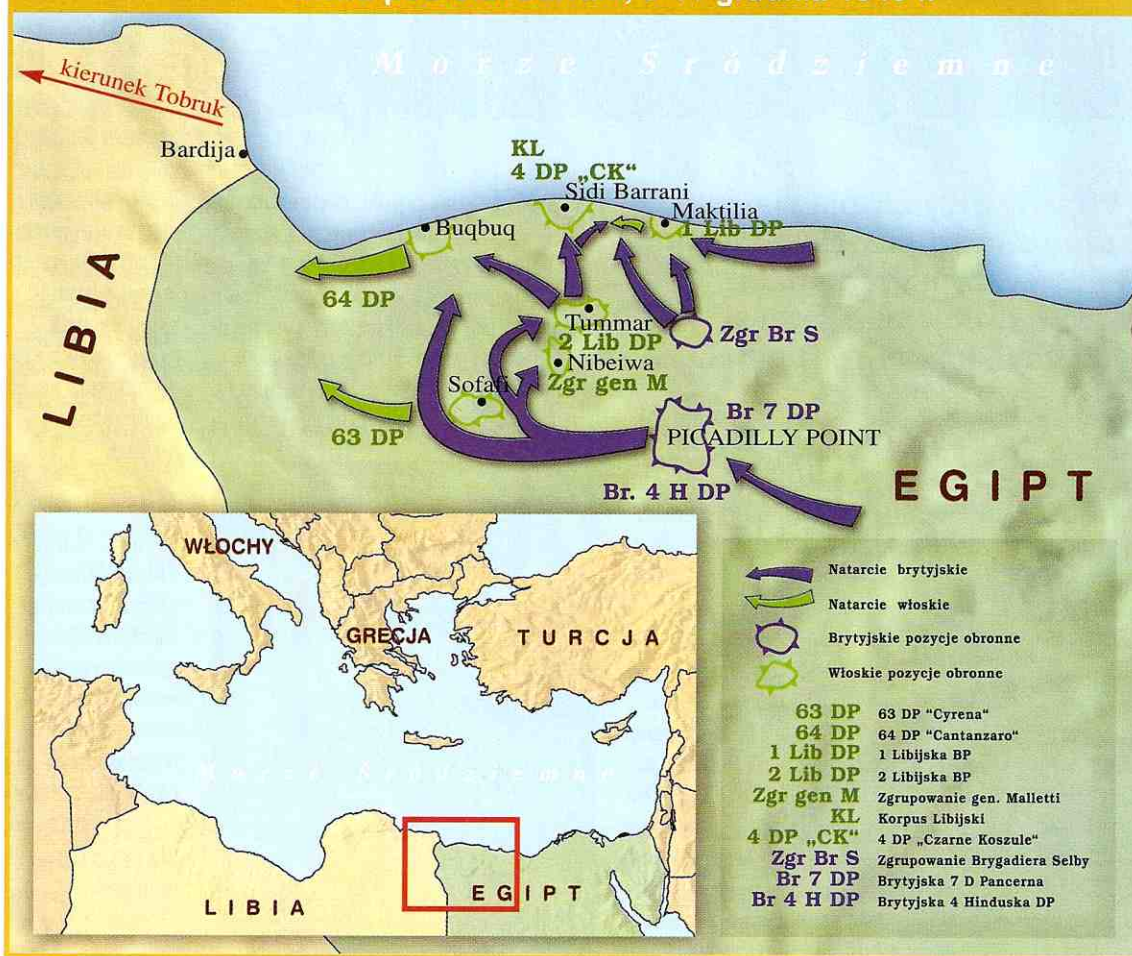 Morze Śródziemne
kierunek Tobruk
Bardija
KL
4 DP „CK“
Sidi Barrani
Maktilia
1 Lib DP
Buqbuq
64 DP
Tummar
2 Lib DP
Zgr Br S
Nibeiwa
Zgr gen M
Sofafi
63 DP
Br 7 DP
PICADILLY POINT
Br. 4 H DP
LIBIA
EGIPT
WŁOCHY
GRECJA
TURCJA
Morze Śródziemne
LIBIA
EGIPT
Natarcie brytyjskie
Natarcie włoskie
Brytyjskie pozycje obronne
Włoskie pozycje obronne
63 DP 63 DP "Cyrena“
64 DP 64 DP "Cantanzaro“
1 Lib DP 1 Libijska BP
2 Lib DP 2 Libijska BP
Zgr gen M Zgrupowanie gen. Malletti
KL Korpus Libijski
4 DP „CK“ 4 DP „Czarne Koszule“
Zgr Br S Zgrupowanie Brygadiera Selby
Br 7 DP Brytyjska 7 D Pancerna
Br 4 H DP Brytyjska 4 Hinduska DP